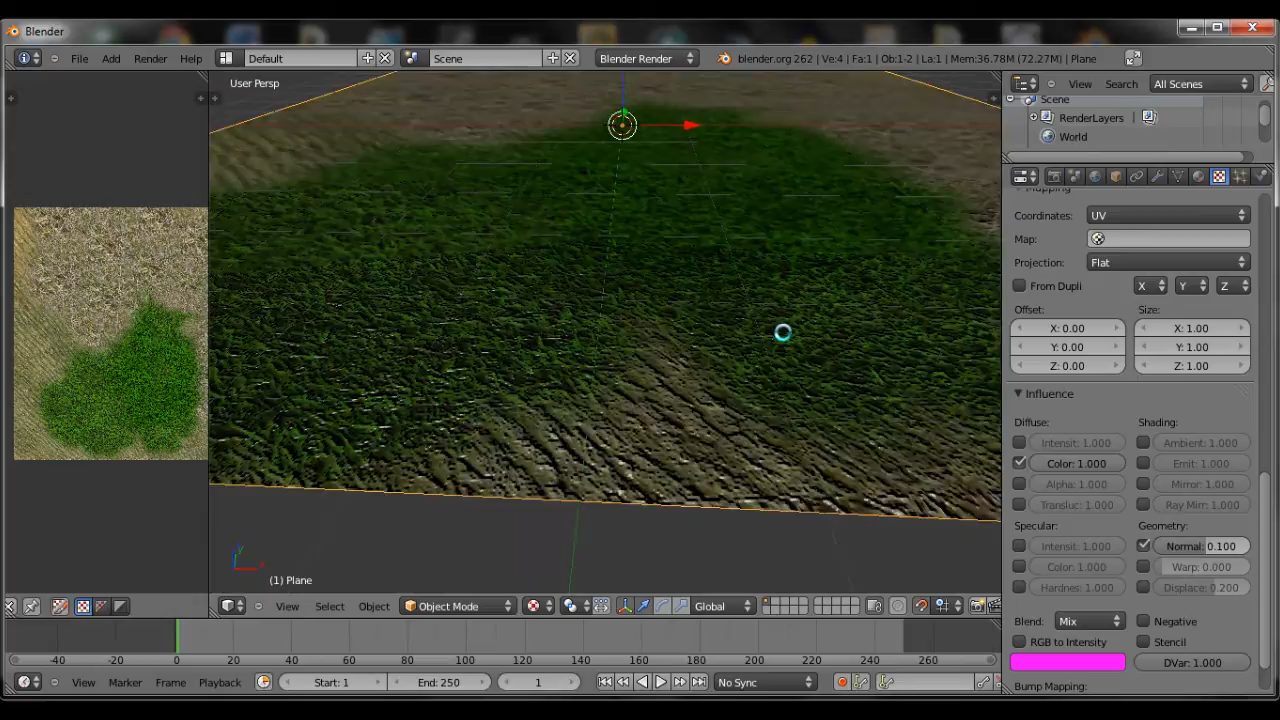 Blender
File Add Render Help Default Scene Blender Render blender.org 262 | Ve:4 | Fa:1 | Ob:1-2 | La:1 | Mem:36.78M (72.27M) | Plane
User Persp
View Search All Scenes
Scene
RenderLayers |
World
Mapping
Coordinates: UV
Map:
Projection: Flat
From Dupli X Y Z
Offset: Size:
X: 0.00 X: 1.00
Y: 0.00 Y: 1.00
Z: 0.00 Z: 1.00
Influence
Diffuse: Shading:
Intensit: 1.000 Ambient: 1.000
Color: 1.000 Emit: 1.000
Alpha: 1.000 Mirror: 1.000
Transluc: 1.000 Ray Mirr: 1.000
Specular: Geometry:
Intensit: 1.000 Normal: 0.100
Color: 1.000 Warp: 0.000
Hardnes: 1.000 Displace: 0.200
Blend: Mix Negative
RGB to Intensity Stencil
DVar: 1.000
Bump Mapping:
y
x
(1) Plane
View Select Object Object Mode Global
-40 -20 0 20 40 60 80 100 120 140 160 180 200 220 240 260
View Marker Frame Playback Start: 1 End: 250 1 No Sync